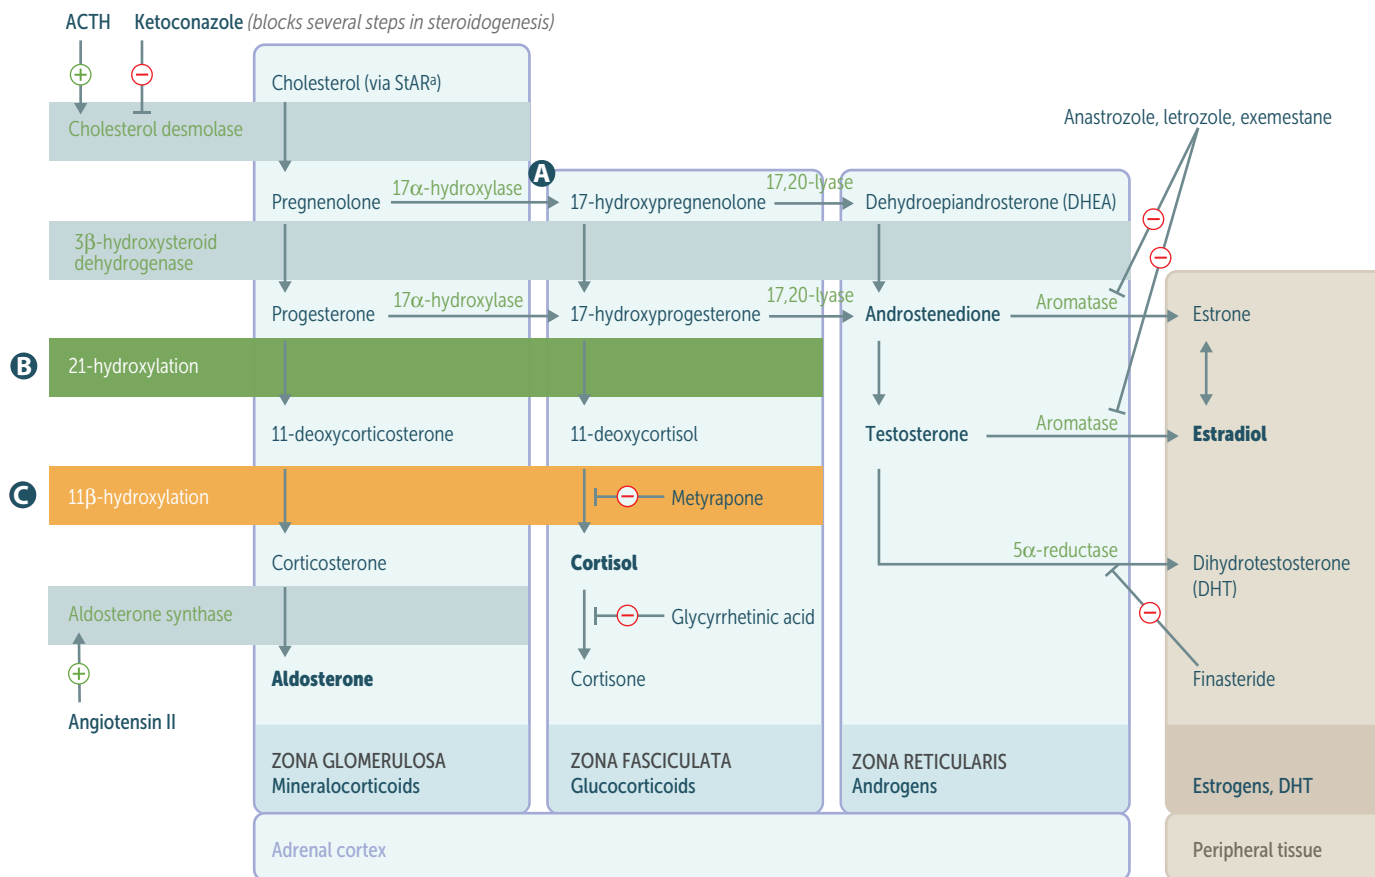 ACTH
Ketoconazole (blocks several steps in steroidogenesis)
Cholesterol (via StARᵃ)
Cholesterol desmolase
Anastrozole, letrozole, exemestane
A
Pregnenolone
17α-hydroxylase
17-hydroxypregnenolone
17,20-lyase
Dehydroepiandrosterone (DHEA)
3β-hydroxysteroid
dehydrogenase
Progesterone
17α-hydroxylase
17-hydroxyprogesterone
17,20-lyase
Androstenedione
Aromatase
Estrone
B
21-hydroxylation
11-deoxycorticosterone
11-deoxycortisol
Testosterone
Aromatase
Estradiol
C
11β-hydroxylation
Metyrapone
Corticosterone
Cortisol
5α-reductase
Dihydrotestosterone
(DHT)
Aldosterone synthase
Glycyrrhetinic acid
Aldosterone
Cortisone
Finasteride
Angiotensin II
ZONA GLOMERULOSA
Mineralocorticoids
ZONA FASCICULATA
Glucocorticoids
ZONA RETICULARIS
Androgens
Estrogens, DHT
Adrenal cortex
Peripheral tissue